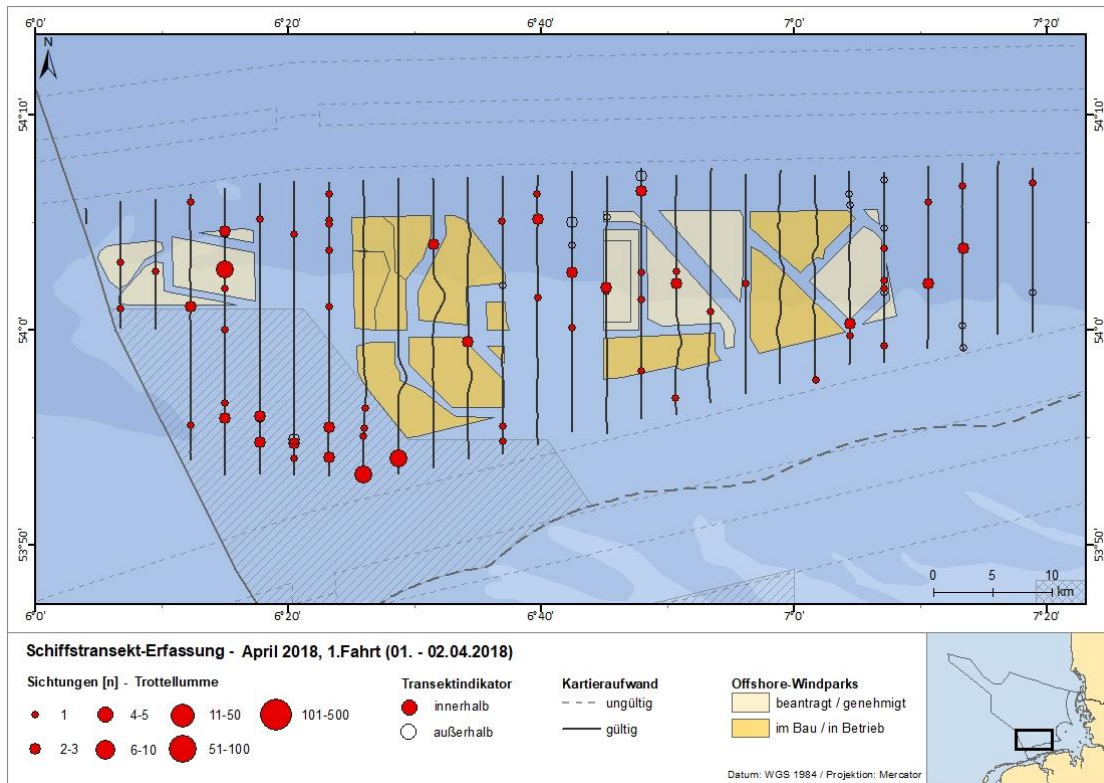 6°0' 6°20' 6°40' 7°0' 7°20'
N
54°10' 54°10'
54°0' 54°0'
53°50' 53°50'
0 5 10
km
6°0' 6°20' 6°40' 7°0' 7°20'
Schiffstransekt-Erfassung - April 2018, 1.Fahrt (01. - 02.04.2018)
Sichtungen [n] - Trottellumme
1 4-5 11-50 101-500
2-3 6-10 51-100
Transektindikator
innerhalb
außerhalb
Kartieraufwand
ungültig
gültig
Offshore-Windparks
beantragt / genehmigt
im Bau / in Betrieb
Datum: WGS 1984 / Projektion: Mercator